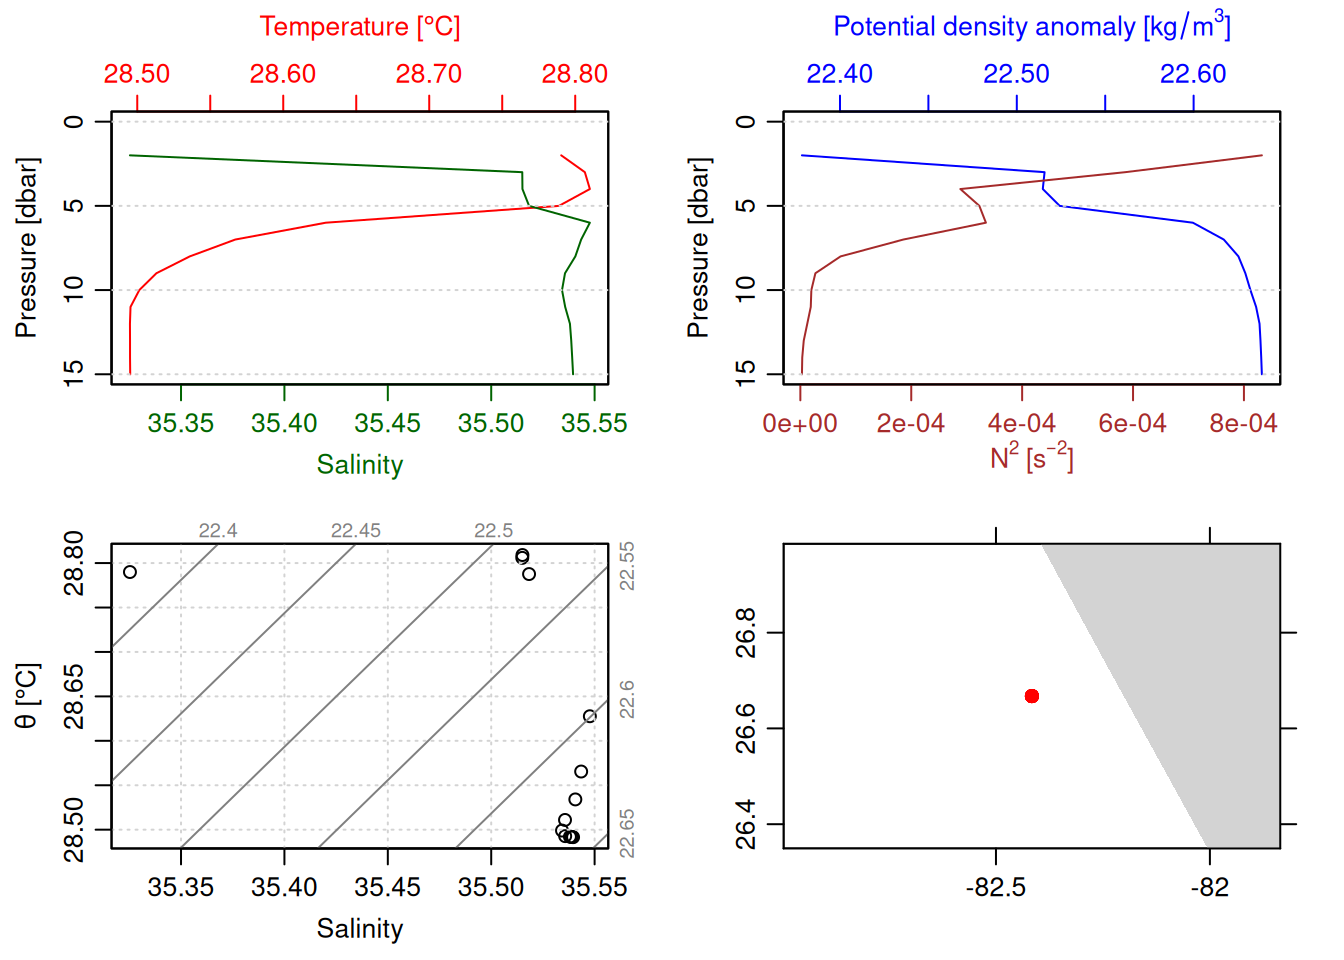 Temperature [°C]
28.50 28.60 28.70 28.80
Pressure [dbar]
0 5 10 15
35.35 35.40 35.45 35.50 35.55
Salinity
Potential density anomaly [kg/m³]
22.40 22.50 22.60
Pressure [dbar]
0 5 10 15
0e+00 2e-04 4e-04 6e-04 8e-04
N² [s⁻²]
22.4 22.45 22.5
22.55
22.6
22.65
θ [°C]
28.80
28.65
28.50
35.35 35.40 35.45 35.50 35.55
Salinity
26.8
26.6
26.4
-82.5 -82